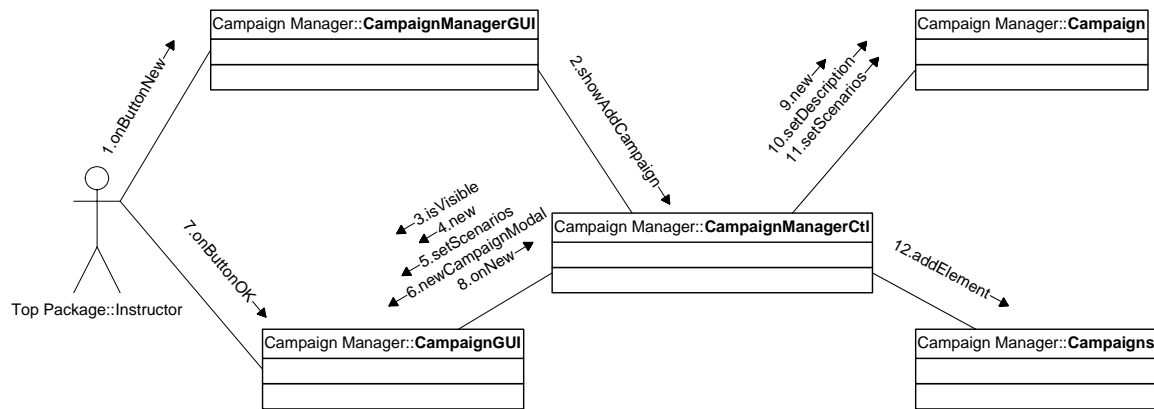 Campaign Manager::CampaignManagerGUI
Campaign Manager::Campaign
1.onButtonNew
2.showAddCampaign
9.new
10.setDescription
11.setScenarios
3.isVisible
4.new
5.setScenarios
6.newCampaignModal
8.onNew
Campaign Manager::CampaignManagerCtl
7.onButtonOK
12.addElement
Top Package::Instructor
Campaign Manager::CampaignGUI
Campaign Manager::Campaigns